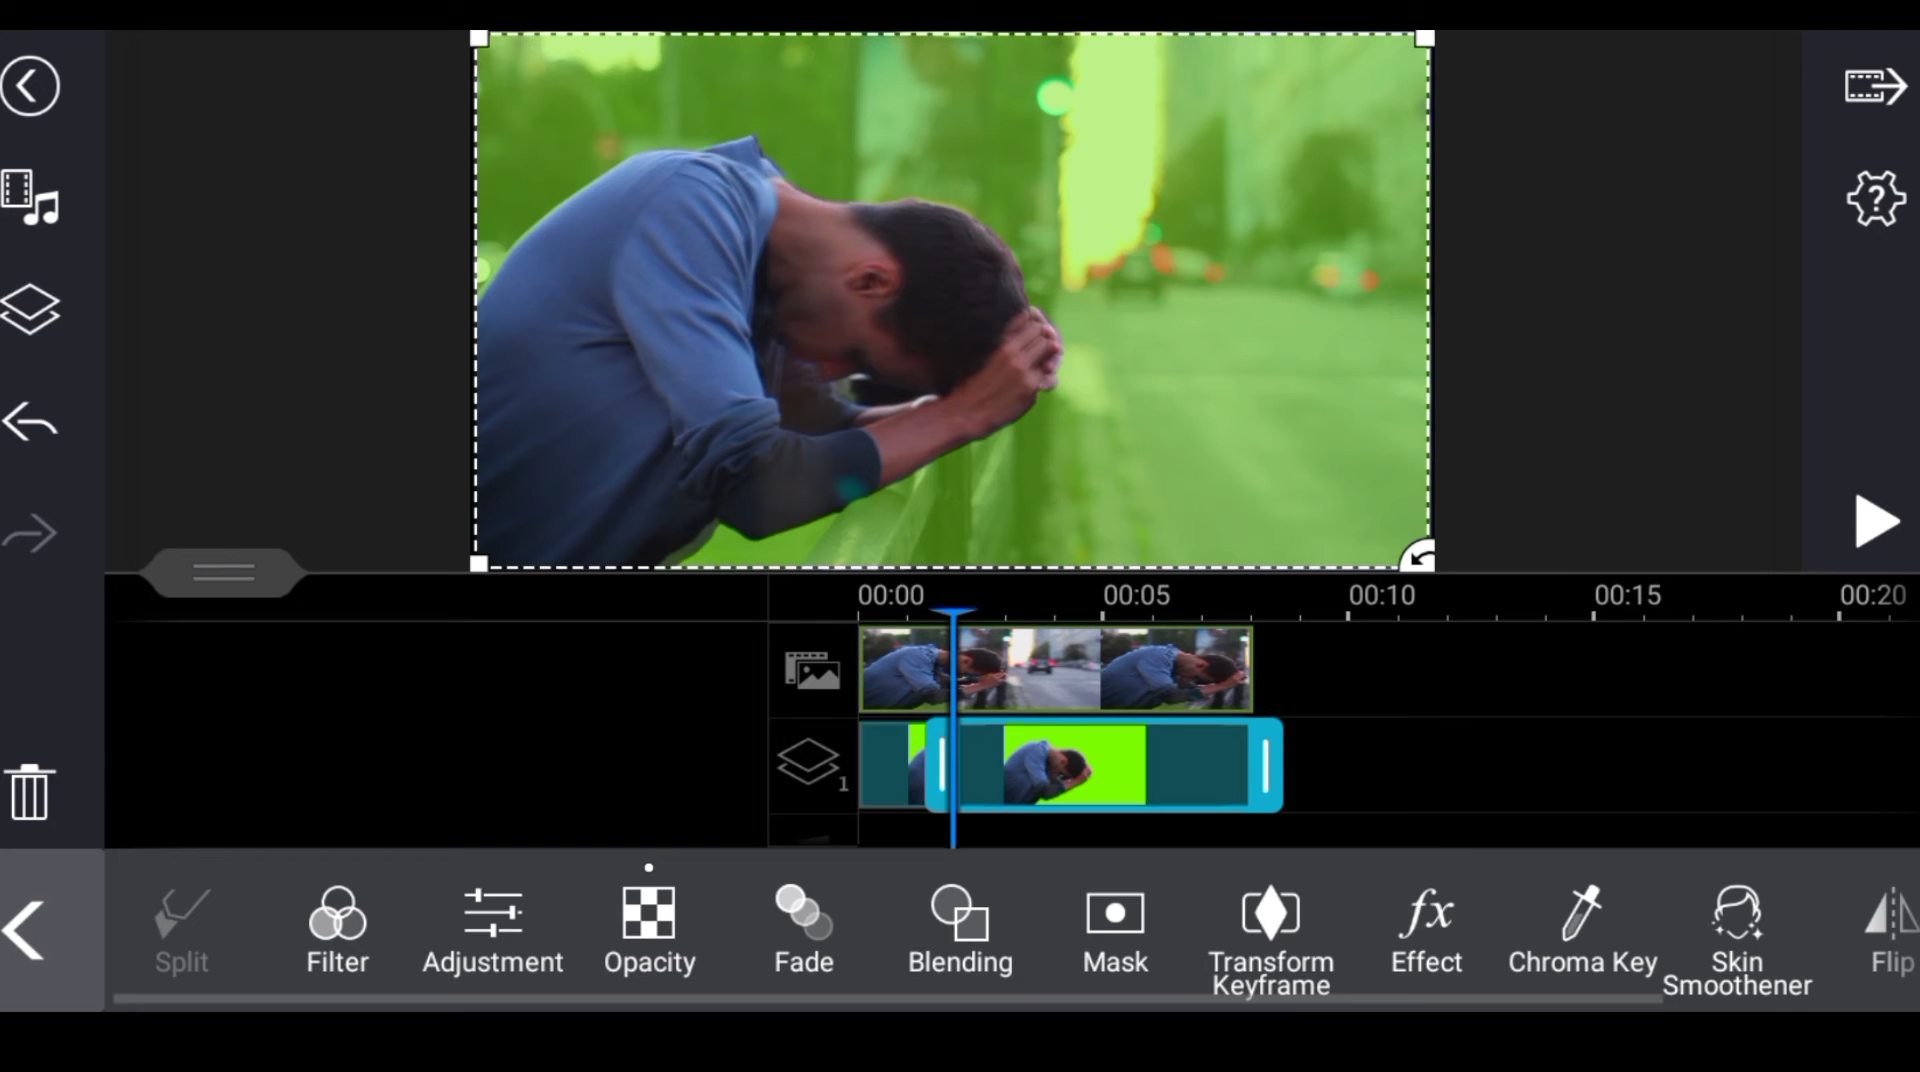 00:00 00:05 00:10 00:15 00:20
1
Split Filter Adjustment Opacity Fade Blending Mask Transform Keyframe Effect Chroma Key Skin Smoothener Flip